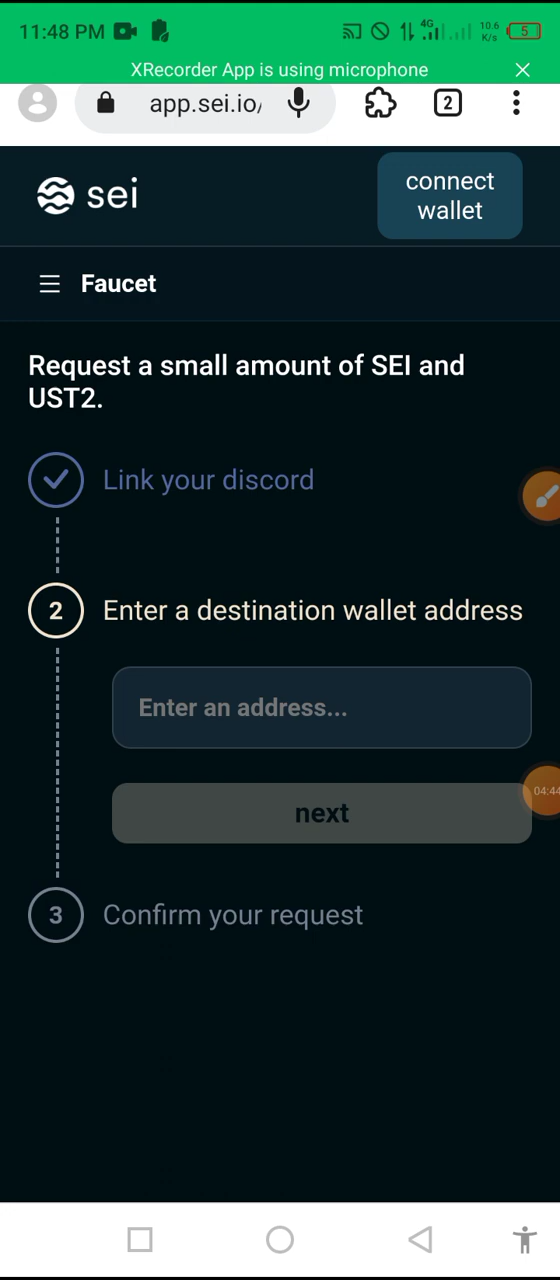 11:48 PM
4G
10.6
K/s
5
XRecorder App is using microphone
app.sei.io/
2
sei
connect
wallet
Faucet
Request a small amount of SEI and
UST2.
Link your discord
2
Enter a destination wallet address
Enter an address...
04:44
next
3
Confirm your request